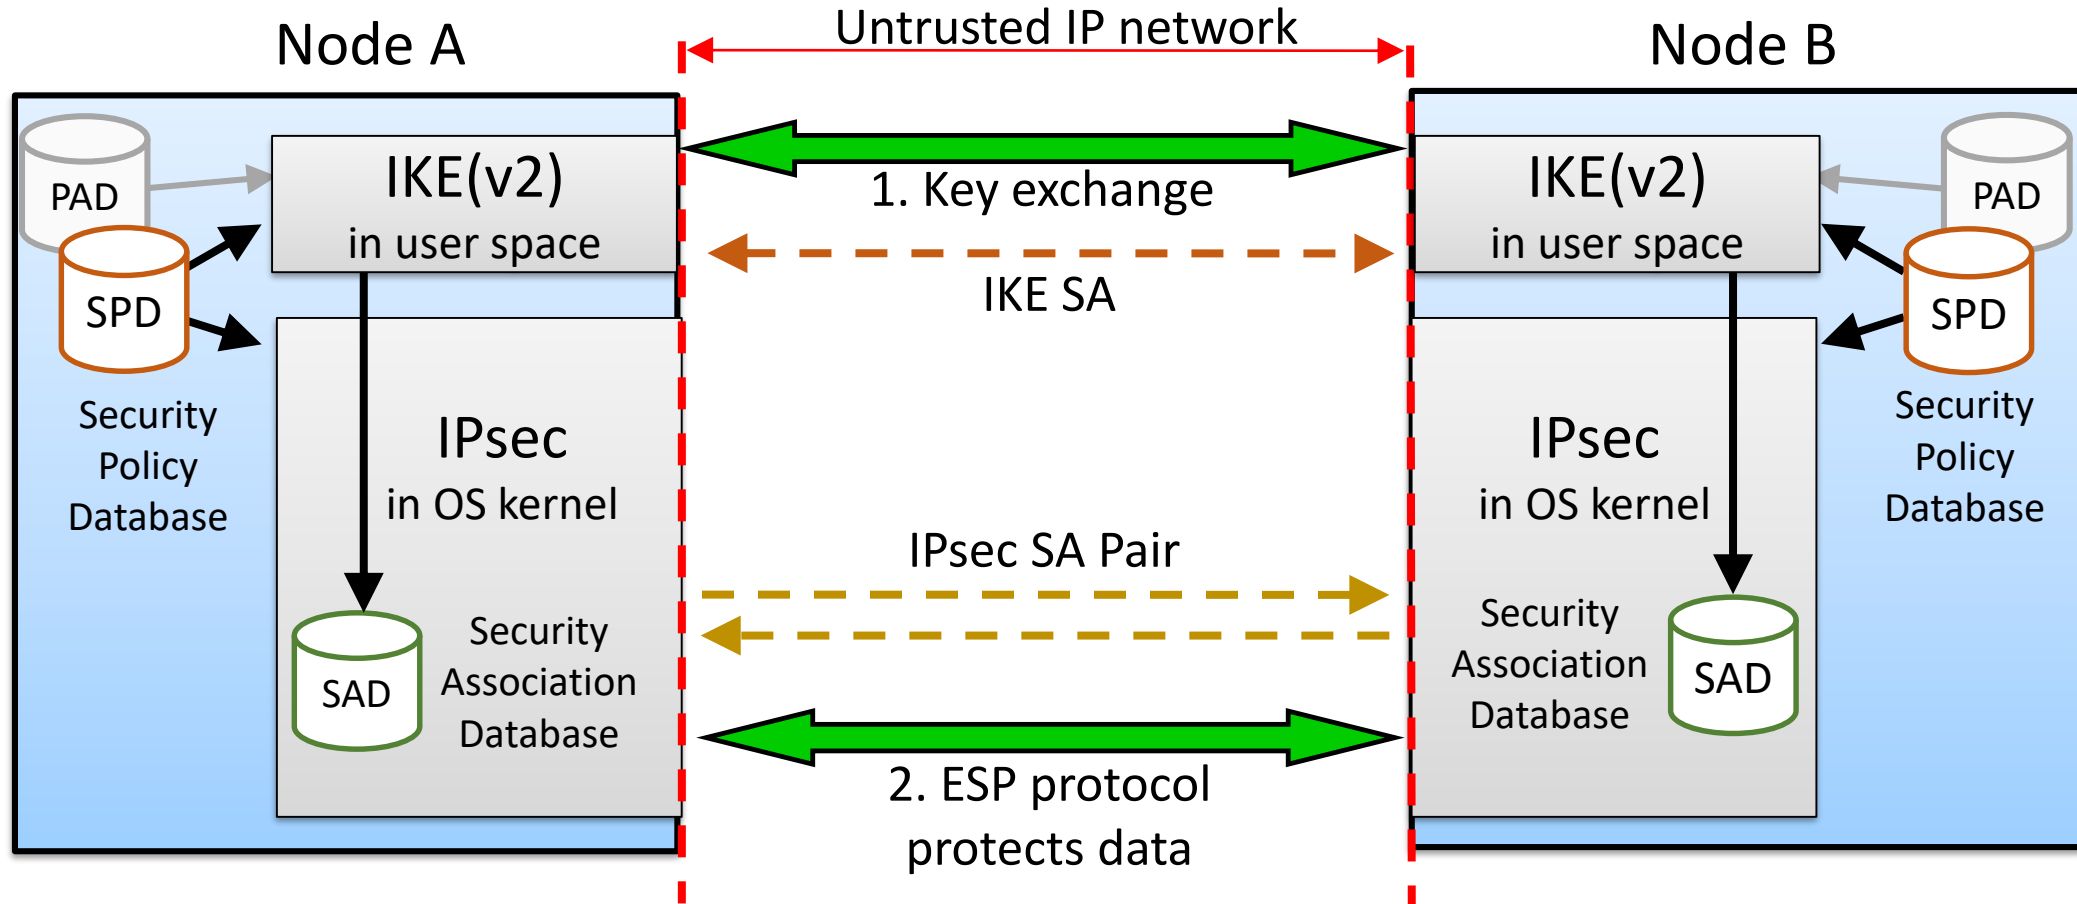 Node A
Untrusted IP network
Node B
PAD
IKE(v2)
in user space
SPD
Security
Policy
Database
IPsec
in OS kernel
SAD
Security
Association
Database
1. Key exchange
IKE SA
IPsec SA Pair
2. ESP protocol
protects data
IKE(v2)
in user space
PAD
SPD
Security
Policy
Database
IPsec
in OS kernel
Security
Association
Database
SAD